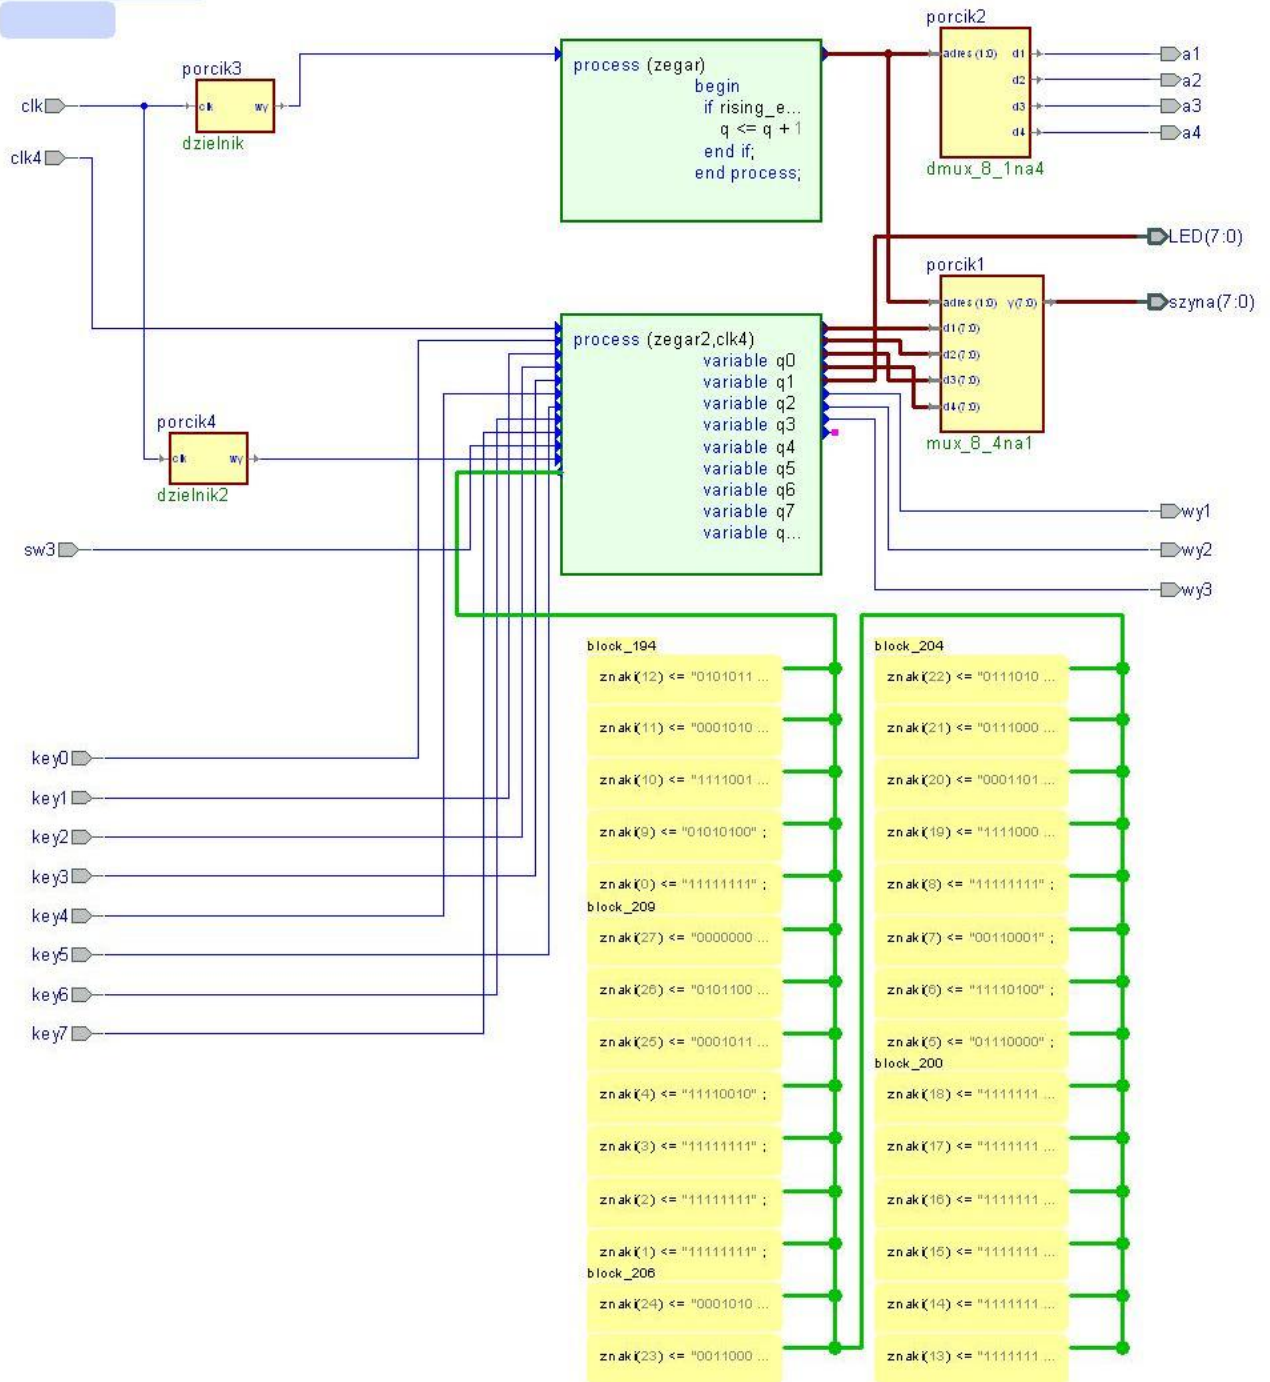 porcik2
adres (1:0)
d1
d2
d3
d4
a1
a2
a3
a4
dmux_8_1na4
porcik3
clk
clk
wy
dzielnik
clk4
process (zegar)
begin
if rising_e...
q <= q + 1
end if;
end process;
LED(7:0)
porcik1
adres (1:0) y(7:0)
d1(7:0)
d2(7:0)
d3(7:0)
d4(7:0)
szyna(7:0)
mux_8_4na1
process (zegar2,clk4)
variable q0
variable q1
variable q2
variable q3
variable q4
variable q5
variable q6
variable q7
variable q...
porcik4
clk
wy
dzielnik2
wy1
wy2
wy3
sw3
key0
key1
key2
key3
key4
key5
key6
key7
block_194
znaki(12) <= "0101011 ...
znaki(11) <= "0001010 ...
znaki(10) <= "1111001 ...
znaki(9) <= "01010100" ;
znaki(0) <= "11111111" ;
block_209
znaki(27) <= "0000000 ...
znaki(26) <= "0101100 ...
znaki(25) <= "0001011 ...
znaki(4) <= "11110010" ;
znaki(3) <= "11111111" ;
znaki(2) <= "11111111" ;
znaki(1) <= "11111111" ;
block_206
znaki(24) <= "0001010 ...
znaki(23) <= "0011000 ...
block_204
znaki(22) <= "0111010 ...
znaki(21) <= "0111000 ...
znaki(20) <= "0001101 ...
znaki(19) <= "1111000 ...
znaki(8) <= "11111111" ;
znaki(7) <= "00110001" ;
znaki(6) <= "11110100" ;
znaki(5) <= "01110000" ;
block_200
znaki(18) <= "1111111 ...
znaki(17) <= "1111111 ...
znaki(16) <= "1111111 ...
znaki(15) <= "1111111 ...
znaki(14) <= "1111111 ...
znaki(13) <= "1111111 ...